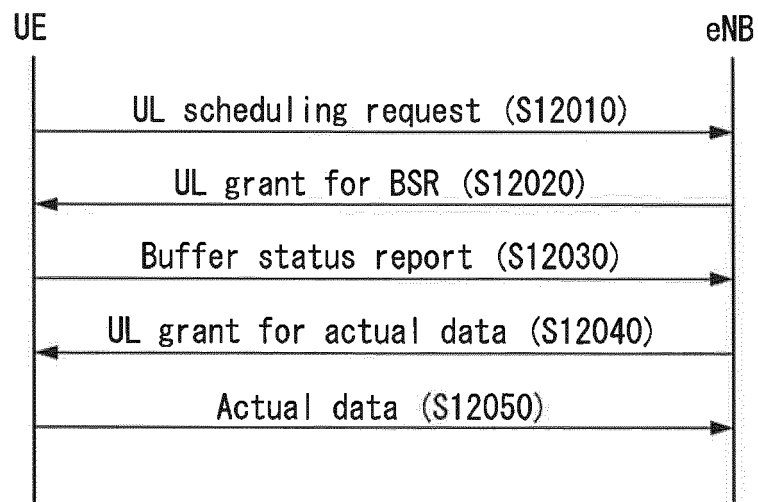 UE
eNB
UL scheduling request (S12010)
UL grant for BSR (S12020)
Buffer status report (S12030)
UL grant for actual data (S12040)
Actual data (S12050)